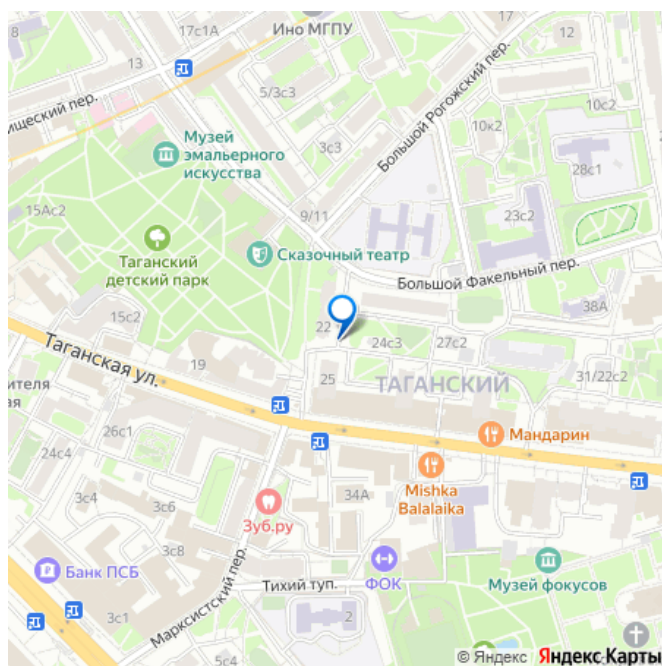 17
8
17с1А
Ино МГПУ
12
13
5/3с3
Большой Рогожский пер.
10с2
ищеский пер.
Музей
эмальерного
искусства
3с3
10к2
28с1
15Ас2
9/11
23с2
Таганский
детский парк
Сказочный театр
Большой Факельный пер.
38А
15с2
22
24с3
27с2
Таганская ул.
19
25
ТАГАНСКИЙ
31/22с2
ителя
ая
26с1
Мандарин
24с4
Mishka
Balalaika
3с4
3с6
34А
Зуб.ру
3с8
Банк ПСБ
ФОК
Музей фокусов
Тихий туп.
Марксистский пер.
3с1
2
5с4
© Яндекс Яндекс Карты